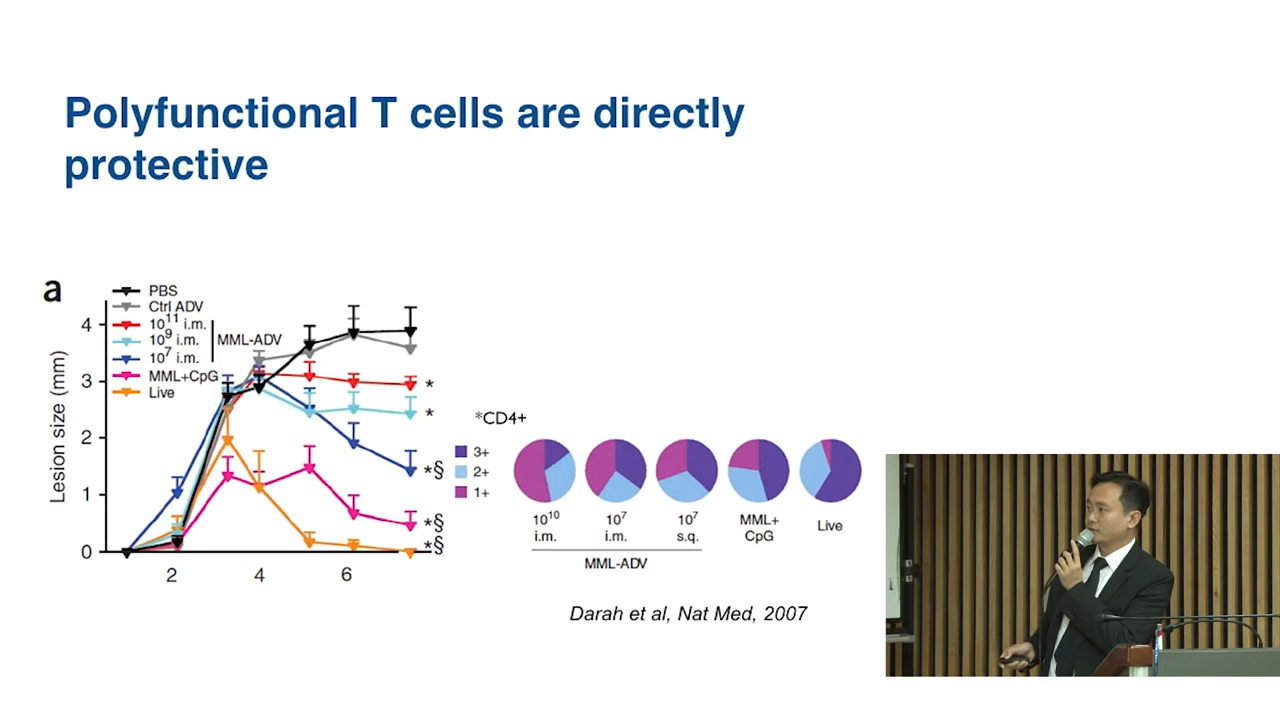 Polyfunctional T cells are directly
protective
a
PBS
Ctrl ADV
10¹¹ i.m.
10⁹ i.m.
10⁷ i.m.
MML-ADV
MML+CpG
Live
Lesion size (mm)
4
3
2
1
0
2
4
6
*
*
*§
*§
*§
*CD4+
3+
2+
1+
10¹⁰
i.m.
10⁷
i.m.
10⁷
s.q.
MML+
CpG
Live
MML-ADV
Darah et al, Nat Med, 2007